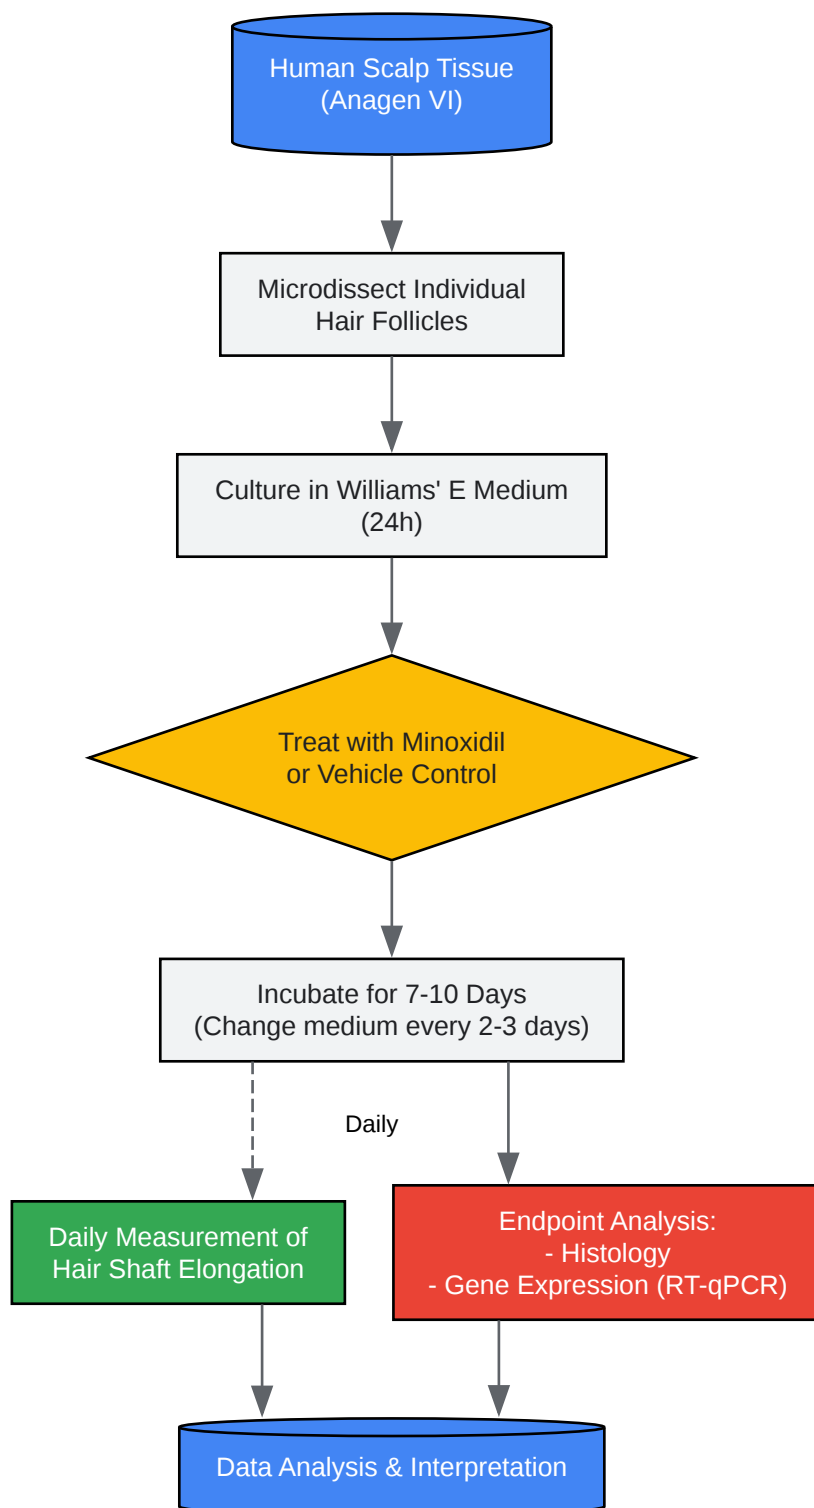 Human Scalp Tissue
(Anagen VI)
Microdissect Individual
Hair Follicles
Culture in Williams' E Medium
(24h)
Treat with Minoxidil
or Vehicle Control
Incubate for 7-10 Days
(Change medium every 2-3 days)
Daily
Daily Measurement of
Hair Shaft Elongation
Endpoint Analysis:
- Histology
- Gene Expression (RT-qPCR)
Data Analysis & Interpretation